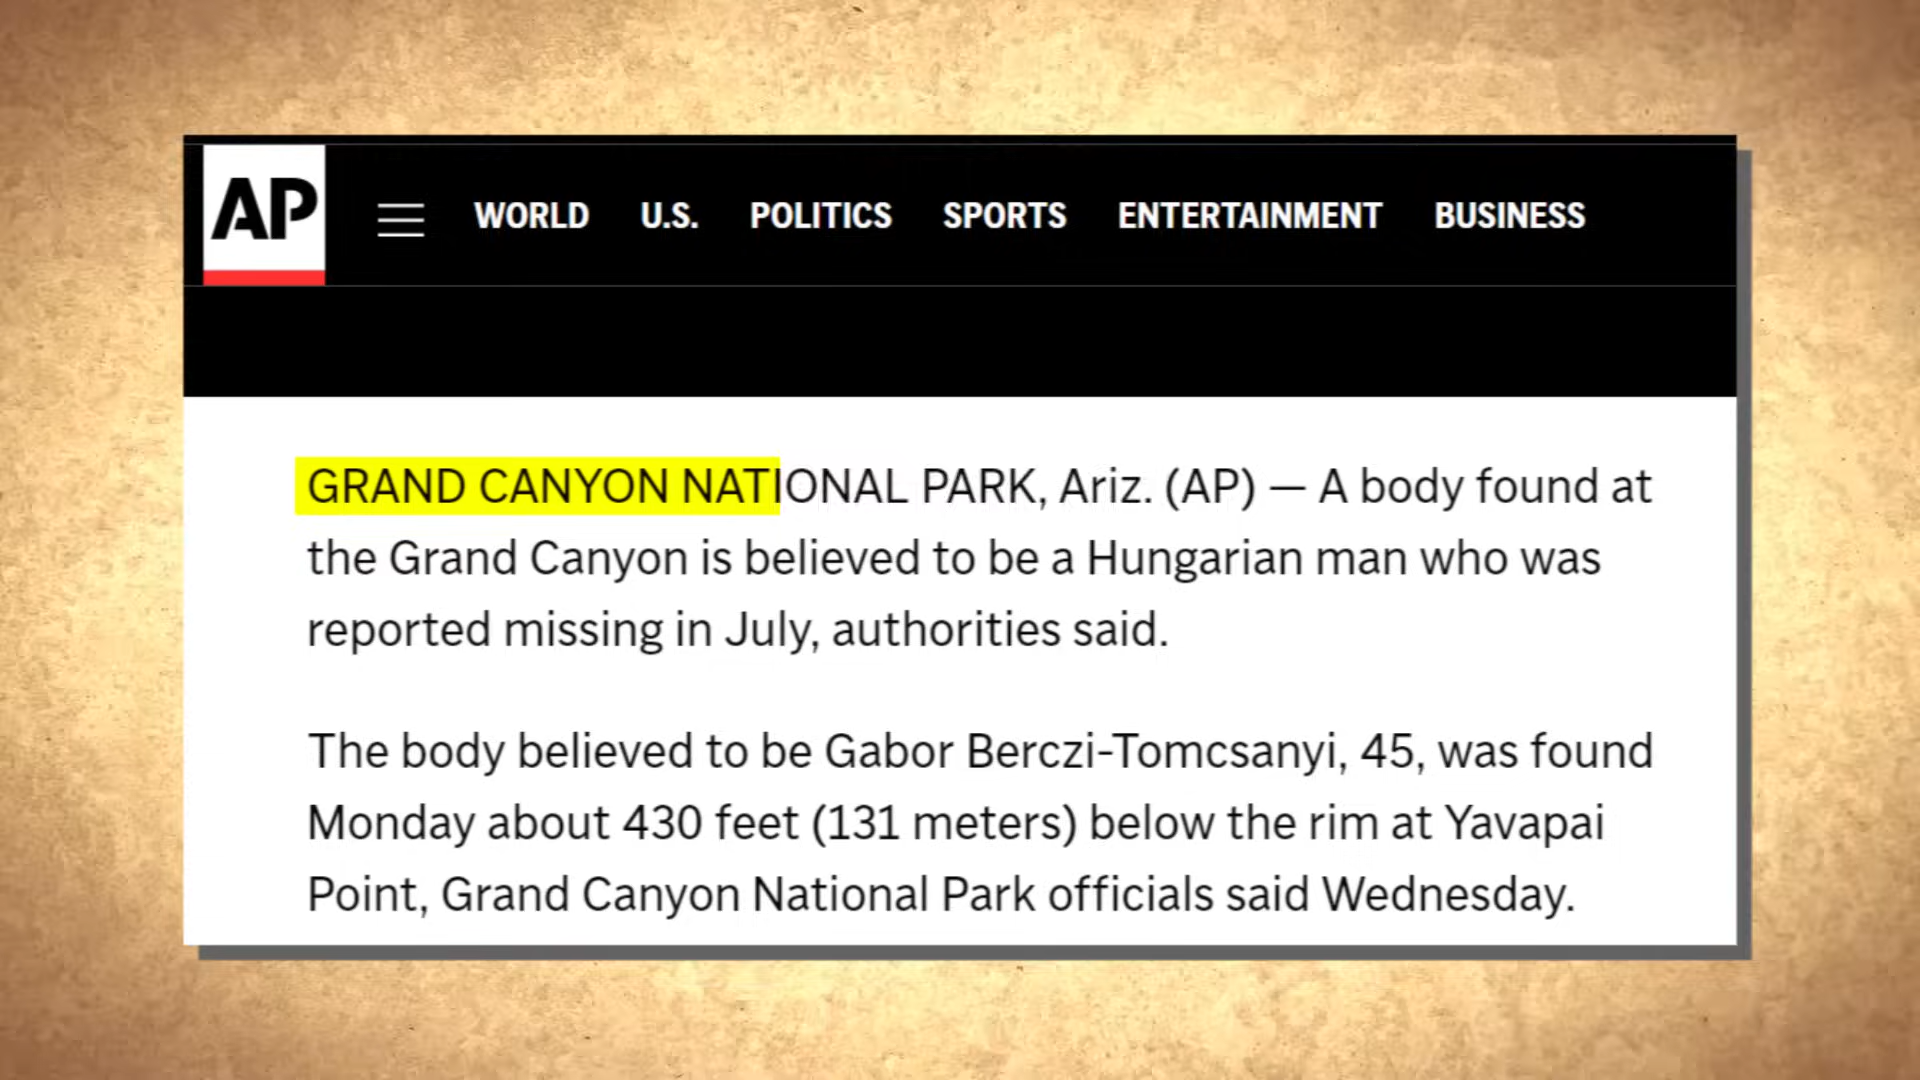 AP
WORLD U.S. POLITICS SPORTS ENTERTAINMENT BUSINESS
GRAND CANYON NATIONAL PARK, Ariz. (AP) — A body found at
the Grand Canyon is believed to be a Hungarian man who was
reported missing in July, authorities said.
The body believed to be Gabor Berczi-Tomcsanyi, 45, was found
Monday about 430 feet (131 meters) below the rim at Yavapai
Point, Grand Canyon National Park officials said Wednesday.